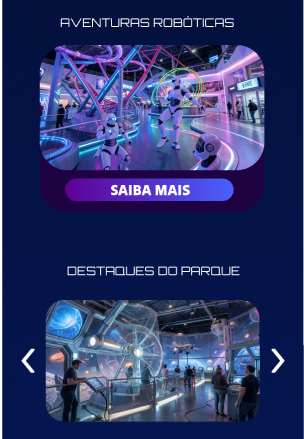 AVENTURAS ROBÓTICAS
SAIBA MAIS
DESTAQUES DO PARQUE